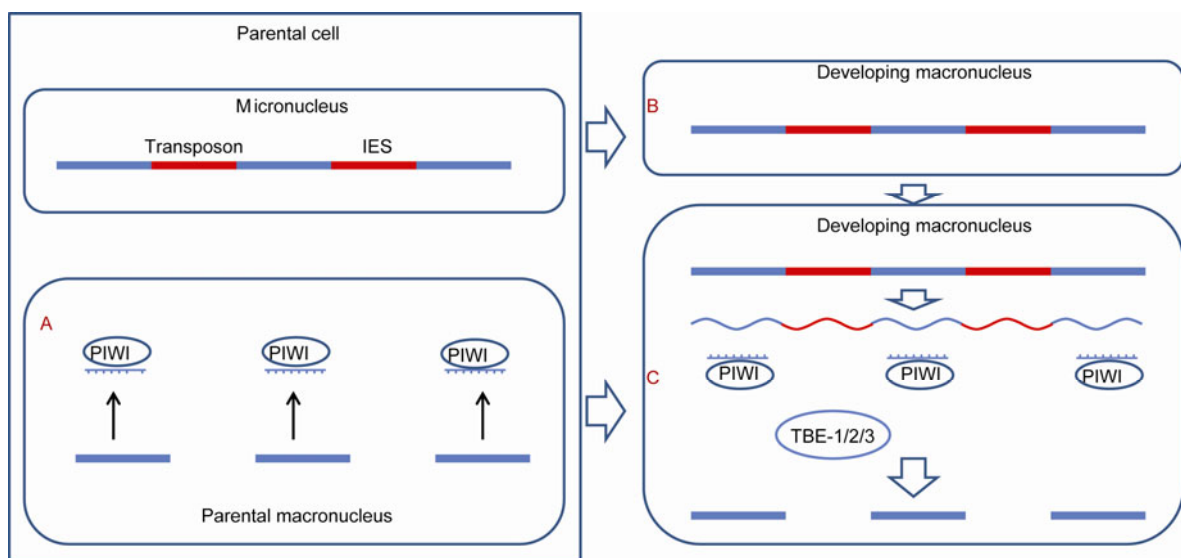 Parental cell
Micronucleus
Transposon IES
A
PIWI PIWI PIWI
Parental macronucleus
Developing macronucleus
B
Developing macronucleus
C
PIWI PIWI PIWI
TBE-1/2/3